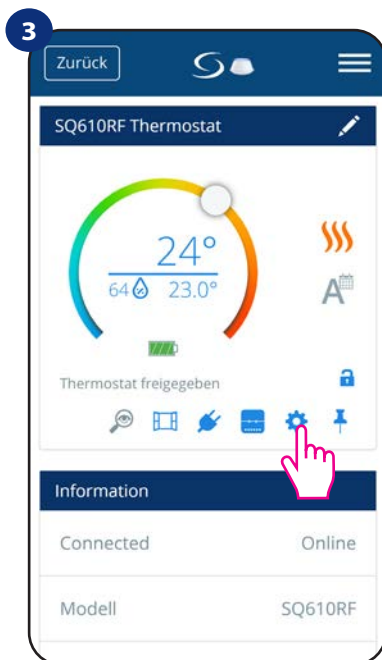 3
Zurück
SQ610RF Thermostat
24°
64 23.0°
A
Thermostat freigegeben
Information
Connected Online
Modell SQ610RF